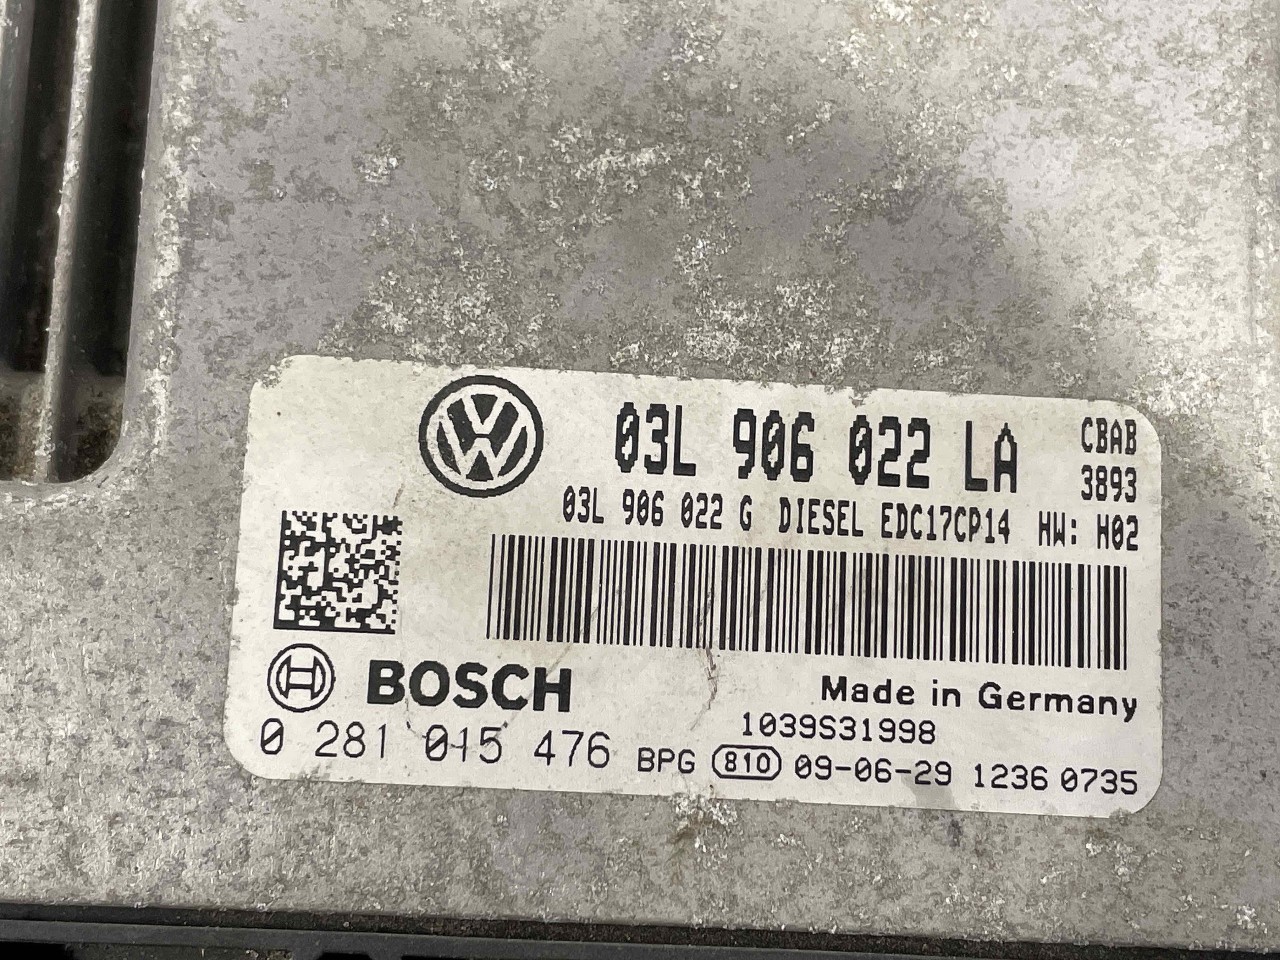 03L 906 022 LA CBAB
3893
03L 906 022 G DIESEL EDC17CP14 HW: H02
BOSCH
Made in Germany
1039S31998
0 281 015 476 BPG 810 09-06-29 1236 0735